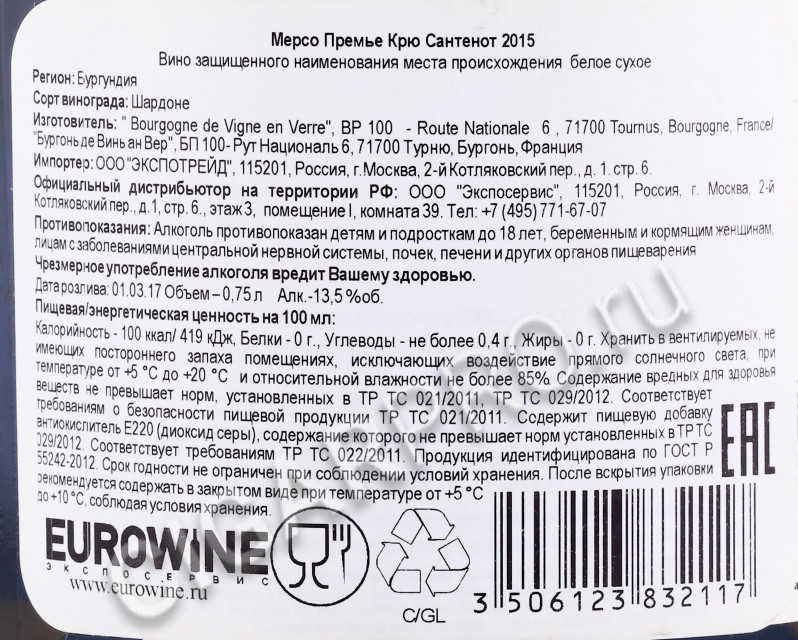 Мерсо Премье Крю Сантенот 2015
Вино защищенного наименования места происхождения белое сухое
Регион: Бургундия
Сорт винограда: Шардоне
Изготовитель: " Bourgogne de Vigne en Verre", BP 100 - Route Nationale 6 , 71700 Tournus, Bourgogne, France/
"Бургонь де Винь ан Вер", БП 100- Рут Националь 6, 71700 Турню, Бургонь, Франция
Импортер: ООО "ЭКСПОТРЕЙД", 115201, Россия, г.Москва, 2-й Котляковский пер., д. 1. стр. 6.
Официальный дистрибьютор на территории РФ: ООО "Экспосервис", 115201, Россия, г. Москва, 2-й
Котляковский пер., д.1, стр.6., этаж 3, помещение I, комната 39. Тел: +7 (495) 771-67-07
Противопоказания: Алкоголь противопоказан детям и подросткам до 18 лет, беременным и кормящим женщинам,
лицам с заболеваниями центральной нервной системы, почек, печени и других органов пищеварения
Чрезмерное употребление алкоголя вредит Вашему здоровью.
Дата розлива: 01.03.17 Объем – 0,75 л Алк.-13,5 %об.
Пищевая/энергетическая ценность на 100 мл:
Калорийность - 100 ккал/ 419 кДж, Белки - 0 г., Углеводы - не более 0,4 г., Жиры - 0 г. Хранить в вентилируемых, не
имеющих постороннего запаха помещениях, исключающих воздействие прямого солнечного света, при
температуре от +5 °С до +20 °С и относительной влажности не более 85%. Содержание вредных для здоровья
веществ не превышает норм, установленных в ТР ТС 021/2011, ТР ТС 029/2012. Соответствует
требованиям о безопасности пищевой продукции ТР ТС 021/2011. Содержит пищевую добавку
антиокислитель Е220 (диоксид серы), содержание которого не превышает норм установленных в ТР ТС
029/2012. Соответствует требованиям ТР ТС 022/2011. Продукция идентифицирована по ГОСТ Р
55242-2012. Срок годности не ограничен при соблюдении условий хранения. После вскрытия упаковки
рекомендуется содержать в закрытом виде при температуре от +5 °С
до +10 °С, соблюдая условия хранения.
EAC
EUROWINE
ЭКСПОСЕРВИС
www.eurowine.ru
C/GL
3 506123 832117
CIGARPRO.ru